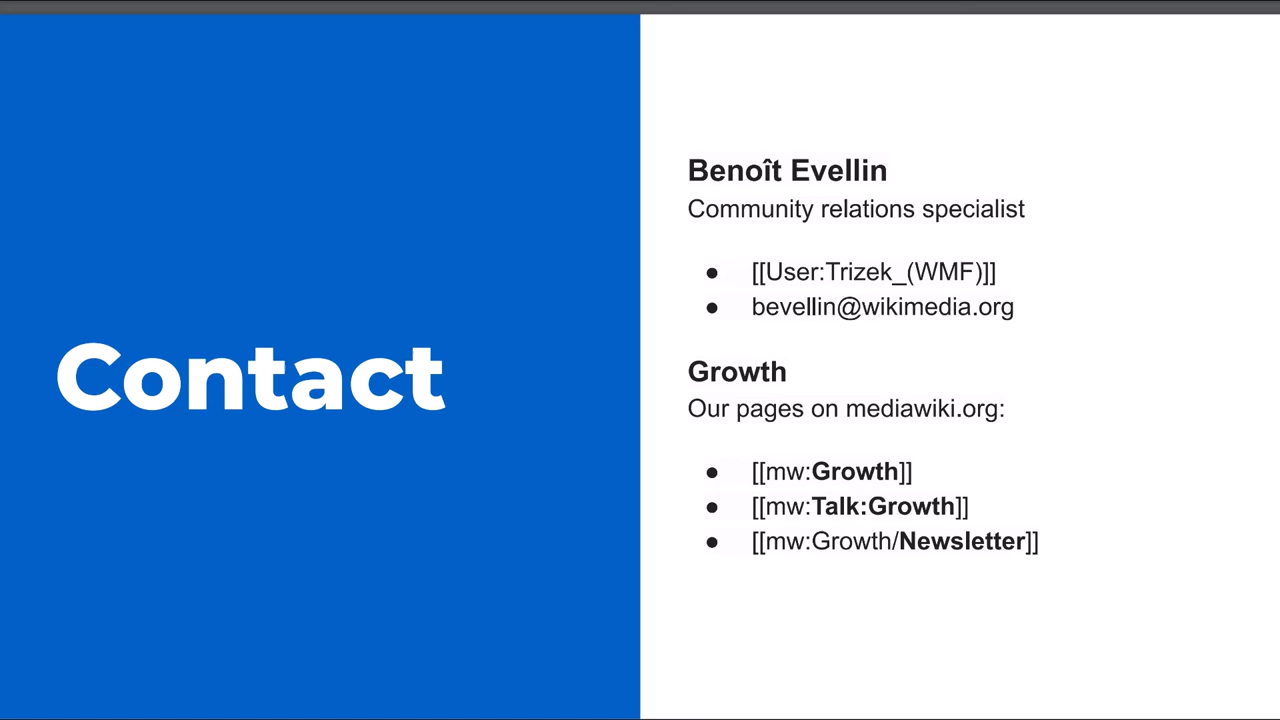 Contact
Benoît Evellin
Community relations specialist
● [[User:Trizek_(WMF)]]
● bevellin@wikimedia.org
Growth
Our pages on mediawiki.org:
● [[mw:Growth]]
● [[mw:Talk:Growth]]
● [[mw:Growth/Newsletter]]